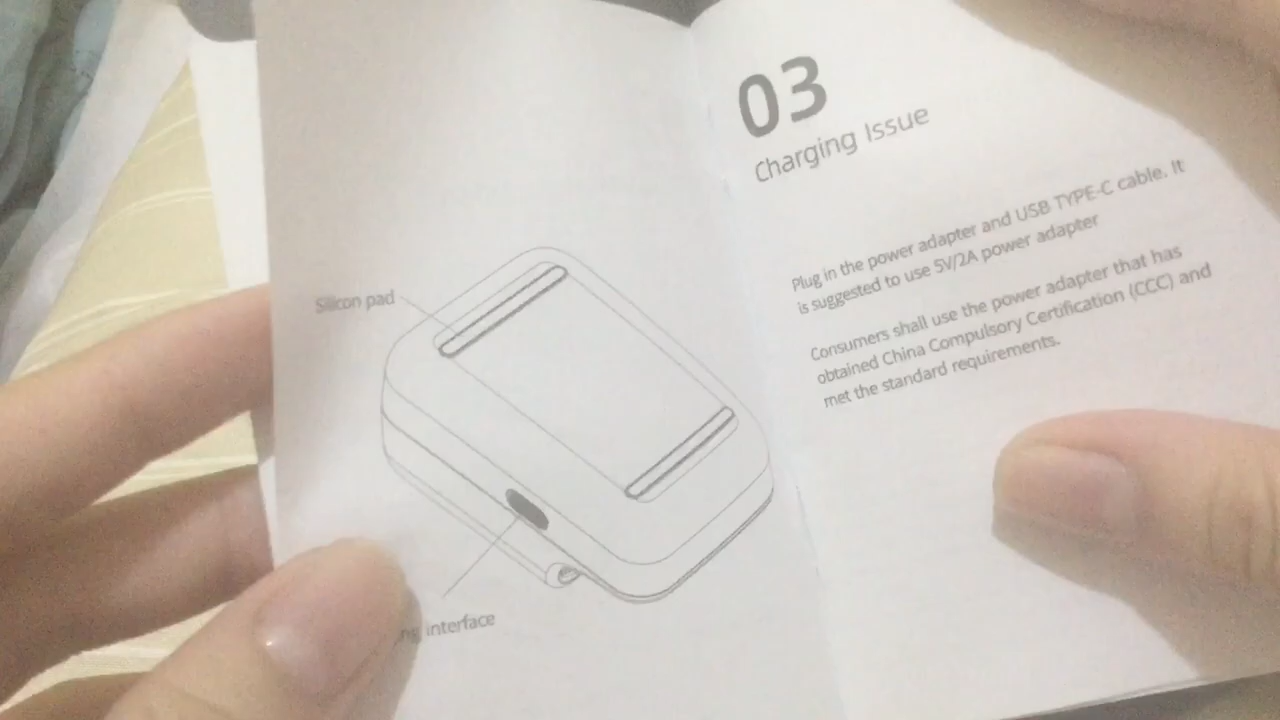 Silicon pad
interface
03
Charging Issue
Plug in the power adapter and USB TYPE-C cable. It
is suggested to use 5V/2A power adapter
Consumers shall use the power adapter that has
obtained China Compulsory Certification (CCC) and
met the standard requirements.